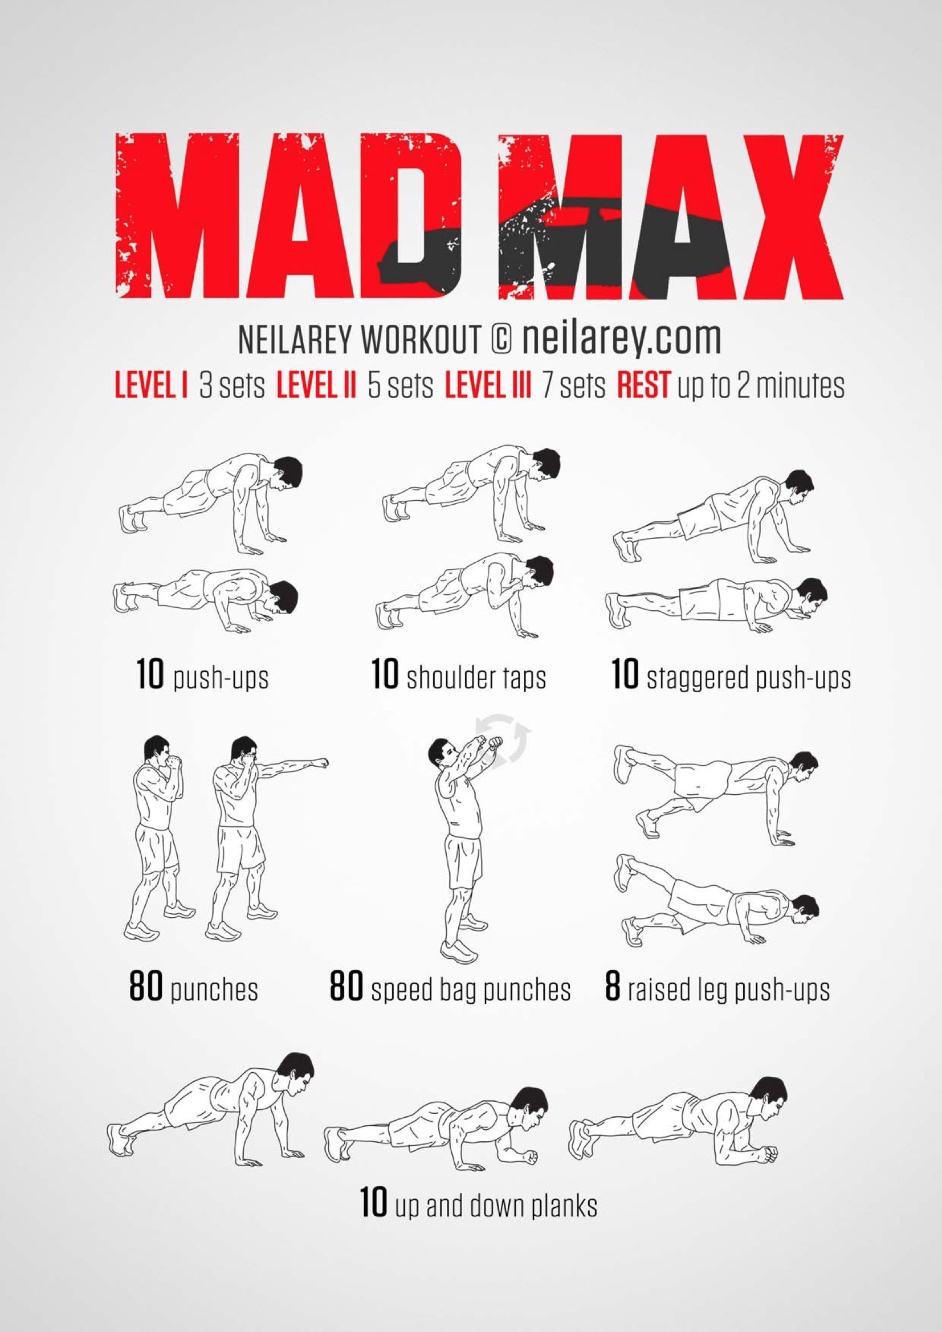 MAD MAX
NEILAREY WORKOUT © neilarey.com
LEVEL I 3 sets LEVEL II 5 sets LEVEL III 7 sets REST up to 2 minutes
10 push-ups
10 shoulder taps
10 staggered push-ups
80 punches
80 speed bag punches
8 raised leg push-ups
10 up and down planks